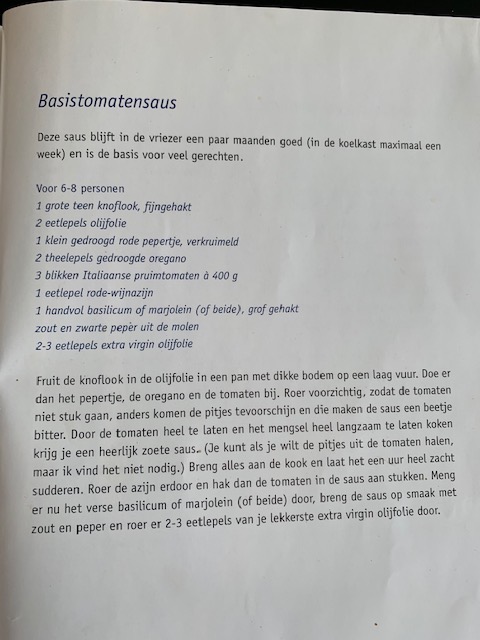 Basistomatensaus
Deze saus blijft in de vriezer een paar maanden goed (in de koelkast maximaal een
week) en is de basis voor veel gerechten.
Voor 6-8 personen
1 grote teen knoflook, fijngehakt
2 eetlepels olijfolie
1 klein gedroogd rode pepertje, verkruimeld
2 theelepels gedroogde oregano
3 blikken Italiaanse pruimtomaten à 400 g
1 eetlepel rode-wijnazijn
1 handvol basilicum of marjolein (of beide), grof gehakt
zout en zwarte peper uit de molen
2-3 eetlepels extra virgin olijfolie
Fruit de knoflook in de olijfolie in een pan met dikke bodem op een laag vuur. Doe er
dan het pepertje, de oregano en de tomaten bij. Roer voorzichtig, zodat de tomaten
niet stuk gaan, anders komen de pitjes tevoorschijn en die maken de saus een beetje
bitter. Door de tomaten heel te laten en het mengsel heel langzaam te laten koken
krijg je een heerlijk zoete saus. (Je kunt als je wilt de pitjes uit de tomaten halen,
maar ik vind het niet nodig.) Breng alles aan de kook en laat het een uur heel zacht
sudderen. Roer de azijn erdoor en hak dan de tomaten in de saus aan stukken. Meng
er nu het verse basilicum of marjolein (of beide) door, breng de saus op smaak met
zout en peper en roer er 2-3 eetlepels van je lekkerste extra virgin olijfolie door.